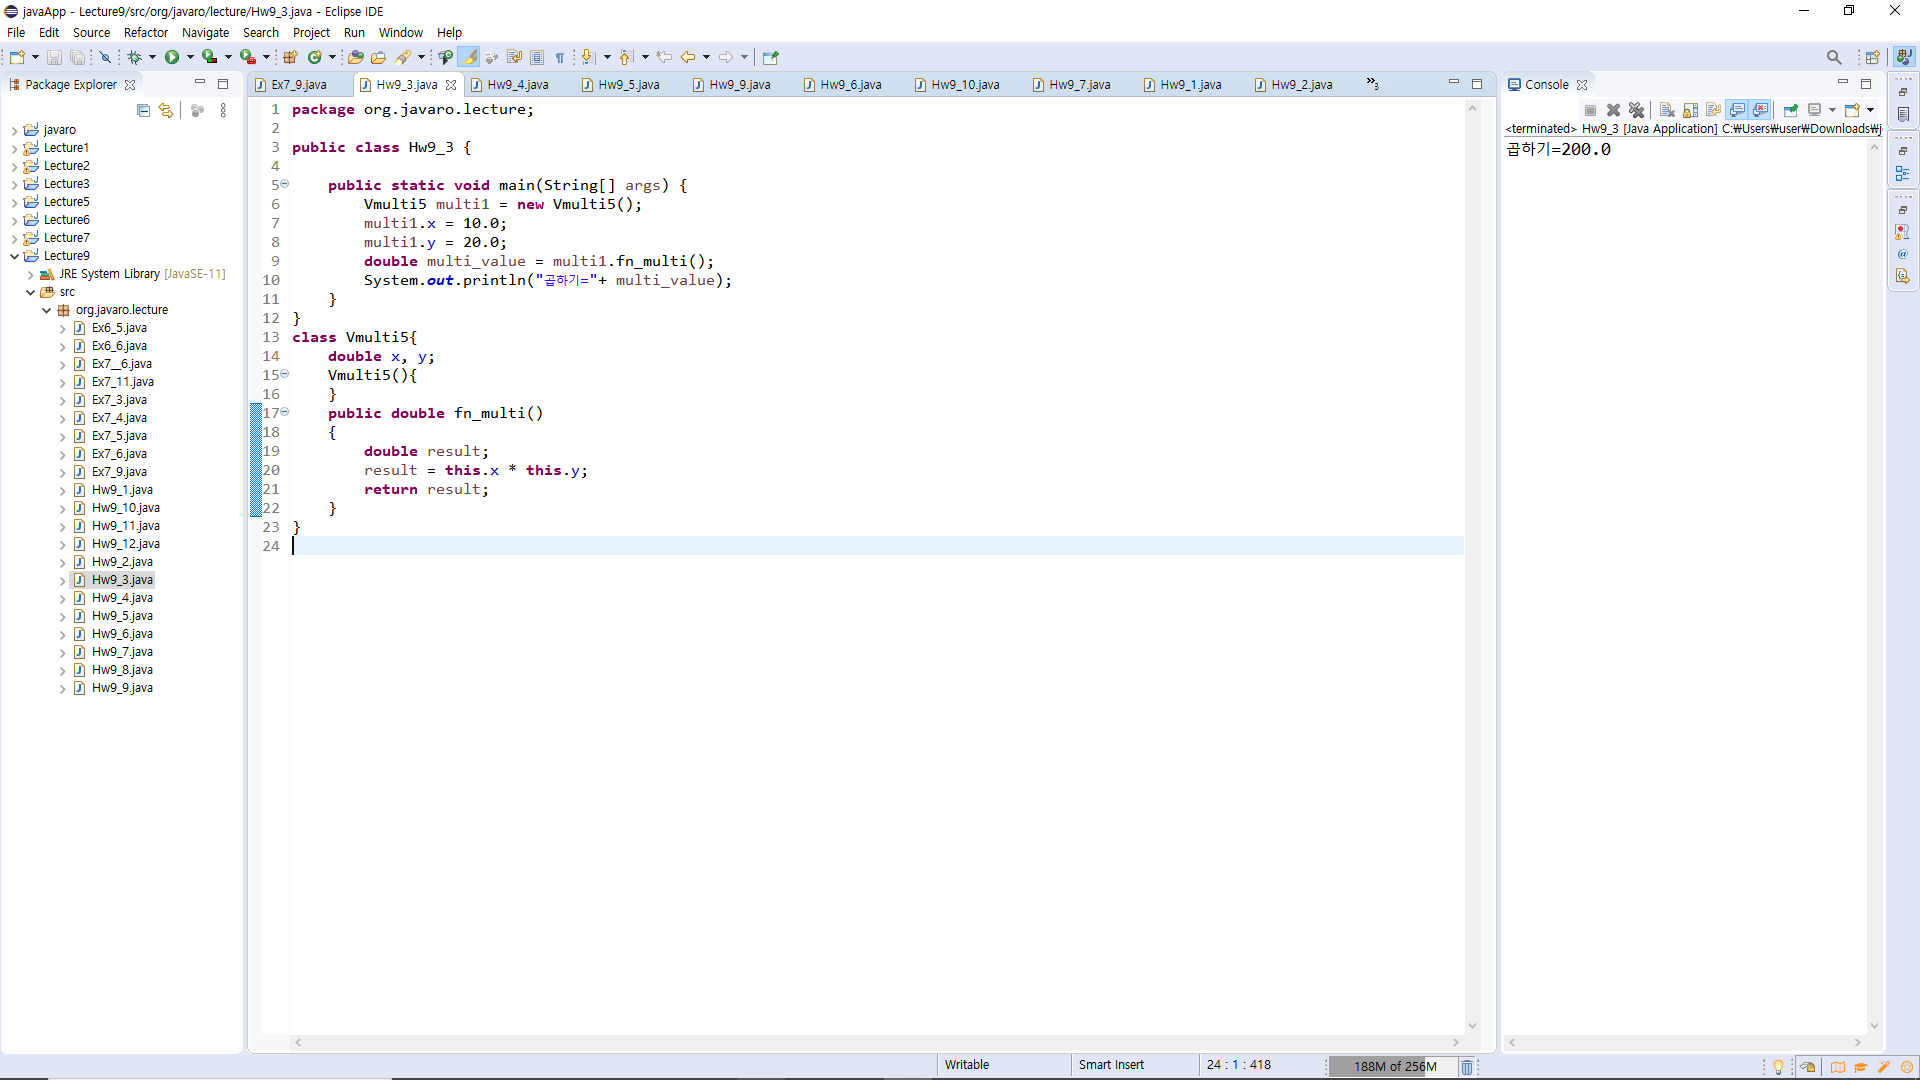 javaApp - Lecture9/src/org/javaro/lecture/Hw9_3.java - Eclipse IDE
File Edit Source Refactor Navigate Search Project Run Window Help
Package Explorer
javaro
Lecture1
Lecture2
Lecture3
Lecture5
Lecture6
Lecture7
Lecture9
JRE System Library [JavaSE-11]
src
org.javaro.lecture
Ex6_5.java
Ex6_6.java
Ex7__6.java
Ex7_11.java
Ex7_3.java
Ex7_4.java
Ex7_5.java
Ex7_6.java
Ex7_9.java
Hw9_1.java
Hw9_10.java
Hw9_11.java
Hw9_12.java
Hw9_2.java
Hw9_3.java
Hw9_4.java
Hw9_5.java
Hw9_6.java
Hw9_7.java
Hw9_8.java
Hw9_9.java
Ex7_9.java Hw9_3.java Hw9_4.java Hw9_5.java Hw9_9.java Hw9_6.java Hw9_10.java Hw9_7.java Hw9_1.java Hw9_2.java »3
1 package org.javaro.lecture;
2
3 public class Hw9_3 {
4
5 public static void main(String[] args) {
6 Vmulti5 multi1 = new Vmulti5();
7 multi1.x = 10.0;
8 multi1.y = 20.0;
9 double multi_value = multi1.fn_multi();
10 System.out.println("곱하기="+ multi_value);
11 }
12 }
13 class Vmulti5{
14 double x, y;
15 Vmulti5(){
16 }
17 public double fn_multi()
18 {
19 double result;
20 result = this.x * this.y;
21 return result;
22 }
23 }
24
Console
<terminated> Hw9_3 [Java Application] C:₩Users₩user₩Downloads₩j
곱하기=200.0
Writable Smart Insert 24 : 1 : 418 188M of 256M